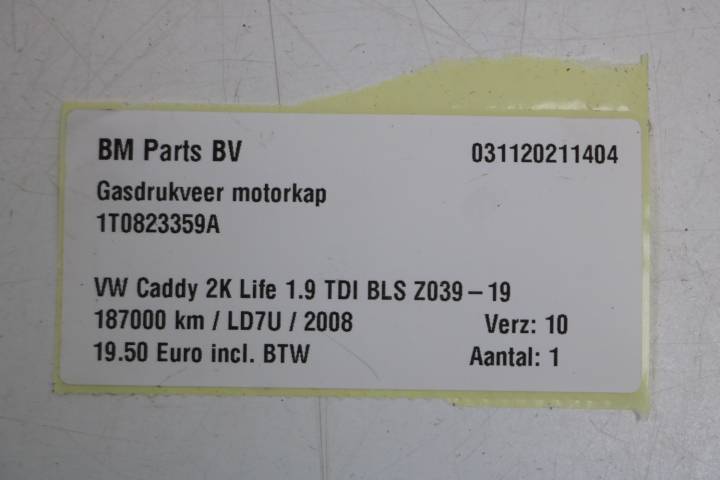 BM Parts BV 031120211404
Gasdrukveer motorkap
1T0823359A
VW Caddy 2K Life 1.9 TDI BLS Z039 – 19
187000 km / LD7U / 2008 Verz: 10
19.50 Euro incl. BTW Aantal: 1